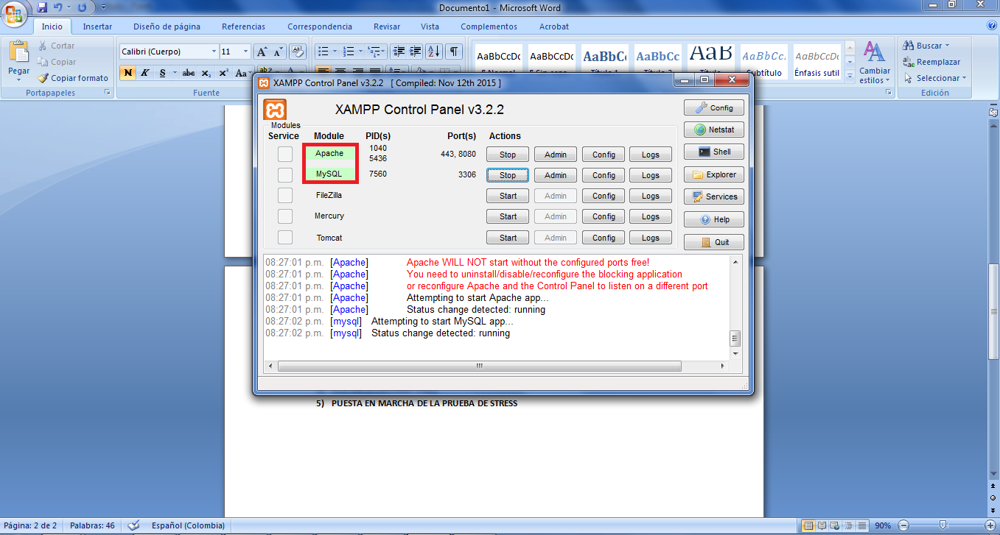 Documento1 - Microsoft Word
Inicio Insertar Diseño de página Referencias Correspondencia Revisar Vista Complementos Acrobat
Pegar
Cortar
Copiar
Copiar formato
Portapapeles
Calibri (Cuerpo) 11
N K S abc x₂ x² Aa
Fuente
AaBbCcDc AaBbCcDc AaBbC AaBbCc AaB AaBbCc AaBbCcDc
Título
Subtítulo Énfasis sutil
Cambiar
estilos
Buscar
Reemplazar
Seleccionar
Edición
XAMPP Control Panel v3.2.2 [ Compiled: Nov 12th 2015 ]
XAMPP Control Panel v3.2.2
Modules
Service Module PID(s) Port(s) Actions
Apache 1040
5436 443, 8080 Stop Admin Config Logs
MySQL 7560 3306 Stop Admin Config Logs
FileZilla Start Admin Config Logs
Mercury Start Admin Config Logs
Tomcat Start Admin Config Logs
Config
Netstat
Shell
Explorer
Services
Help
Quit
08:27:01 p.m. [Apache] Apache WILL NOT start without the configured ports free!
08:27:01 p.m. [Apache] You need to uninstall/disable/reconfigure the blocking application
08:27:01 p.m. [Apache] or reconfigure Apache and the Control Panel to listen on a different port
08:27:01 p.m. [Apache] Attempting to start Apache app...
08:27:01 p.m. [Apache] Status change detected: running
08:27:02 p.m. [mysql] Attempting to start MySQL app...
08:27:02 p.m. [mysql] Status change detected: running
5) PUESTA EN MARCHA DE LA PRUEBA DE STRESS
Página: 2 de 2 Palabras: 46 Español (Colombia) 90%